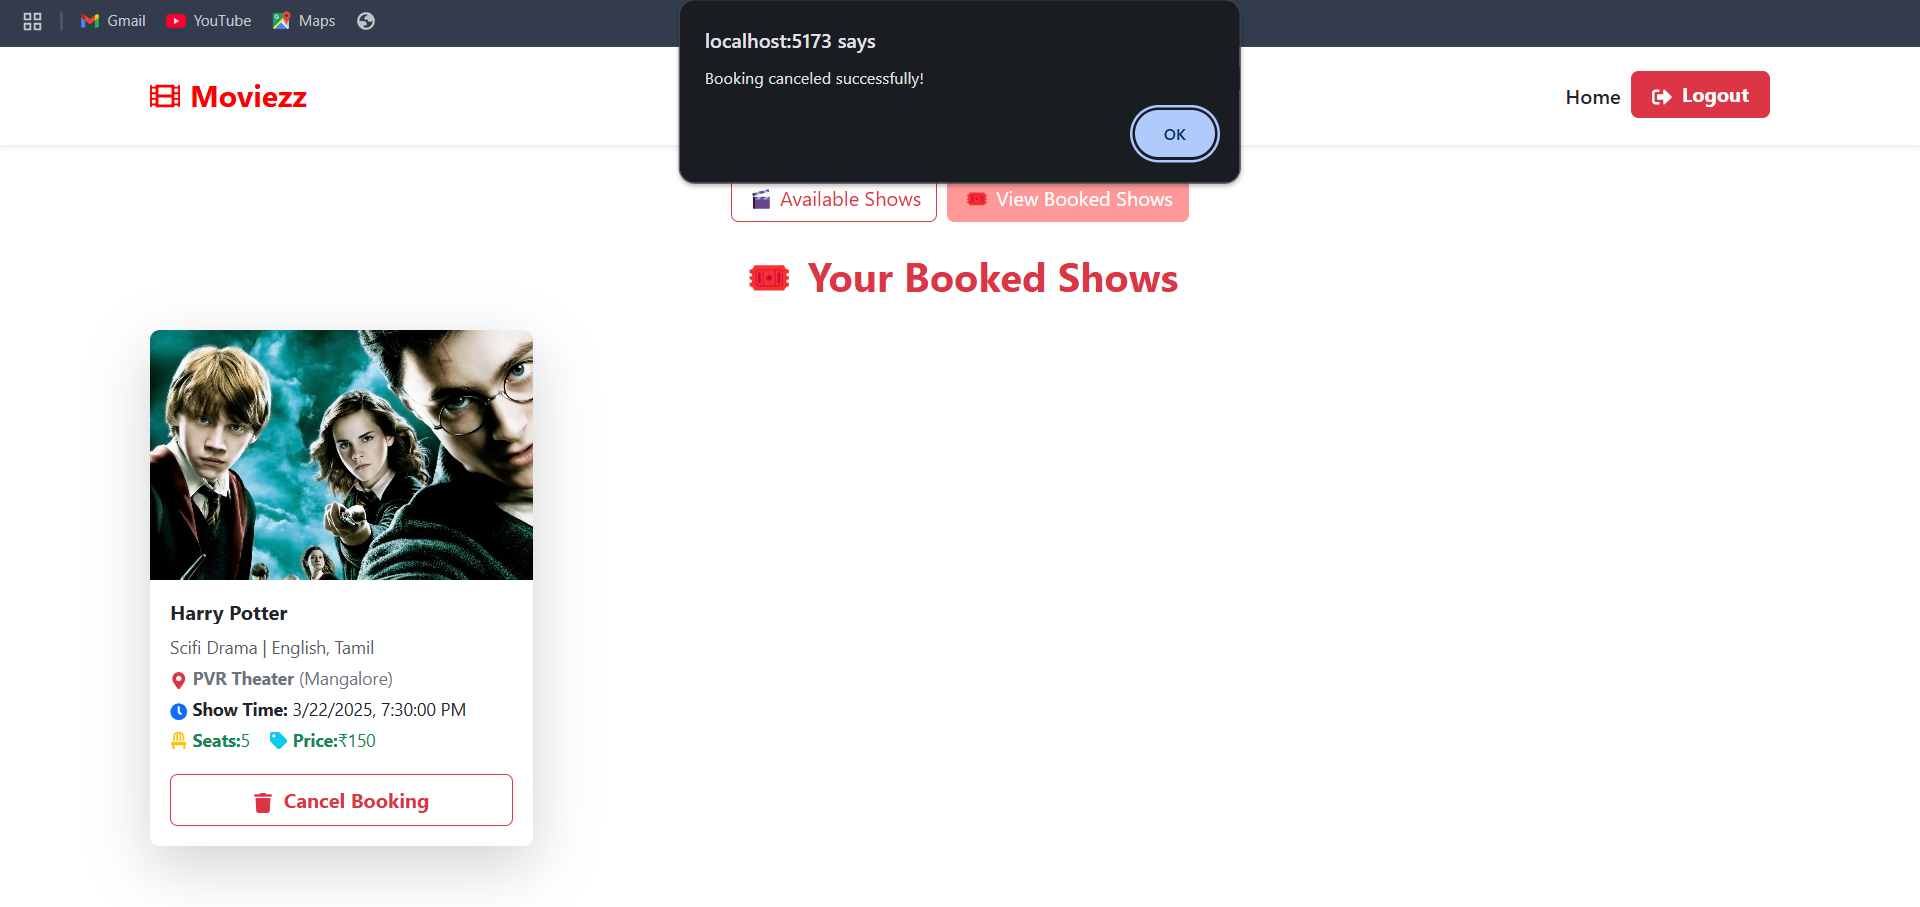 Gmail YouTube Maps
localhost:5173 says
Booking canceled successfully!
OK
Moviezz
Home Logout
Available Shows View Booked Shows
Your Booked Shows
Harry Potter
Scifi Drama | English, Tamil
PVR Theater (Mangalore)
Show Time: 3/22/2025, 7:30:00 PM
Seats:5 Price:₹150
Cancel Booking